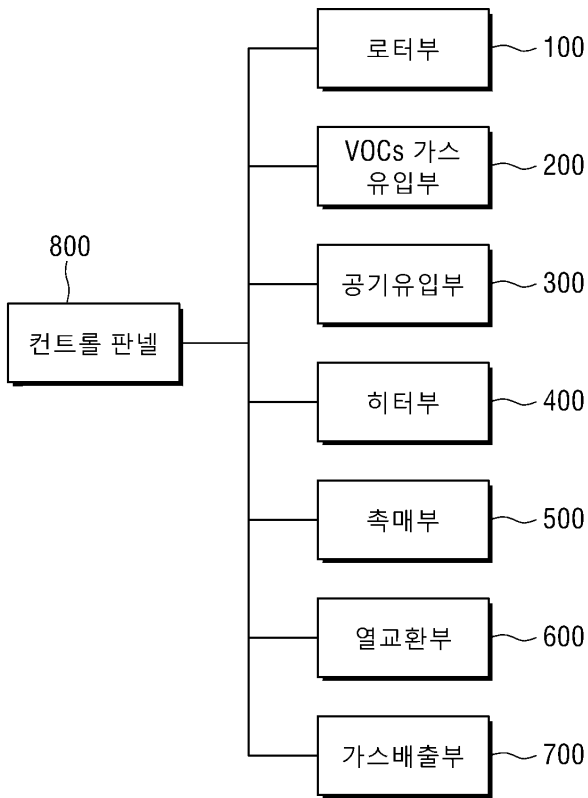 로터부
100
VOCs 가스
유입부
200
공기유입부
300
800
컨트롤 판넬
히터부
400
촉매부
500
열교환부
600
가스배출부
700